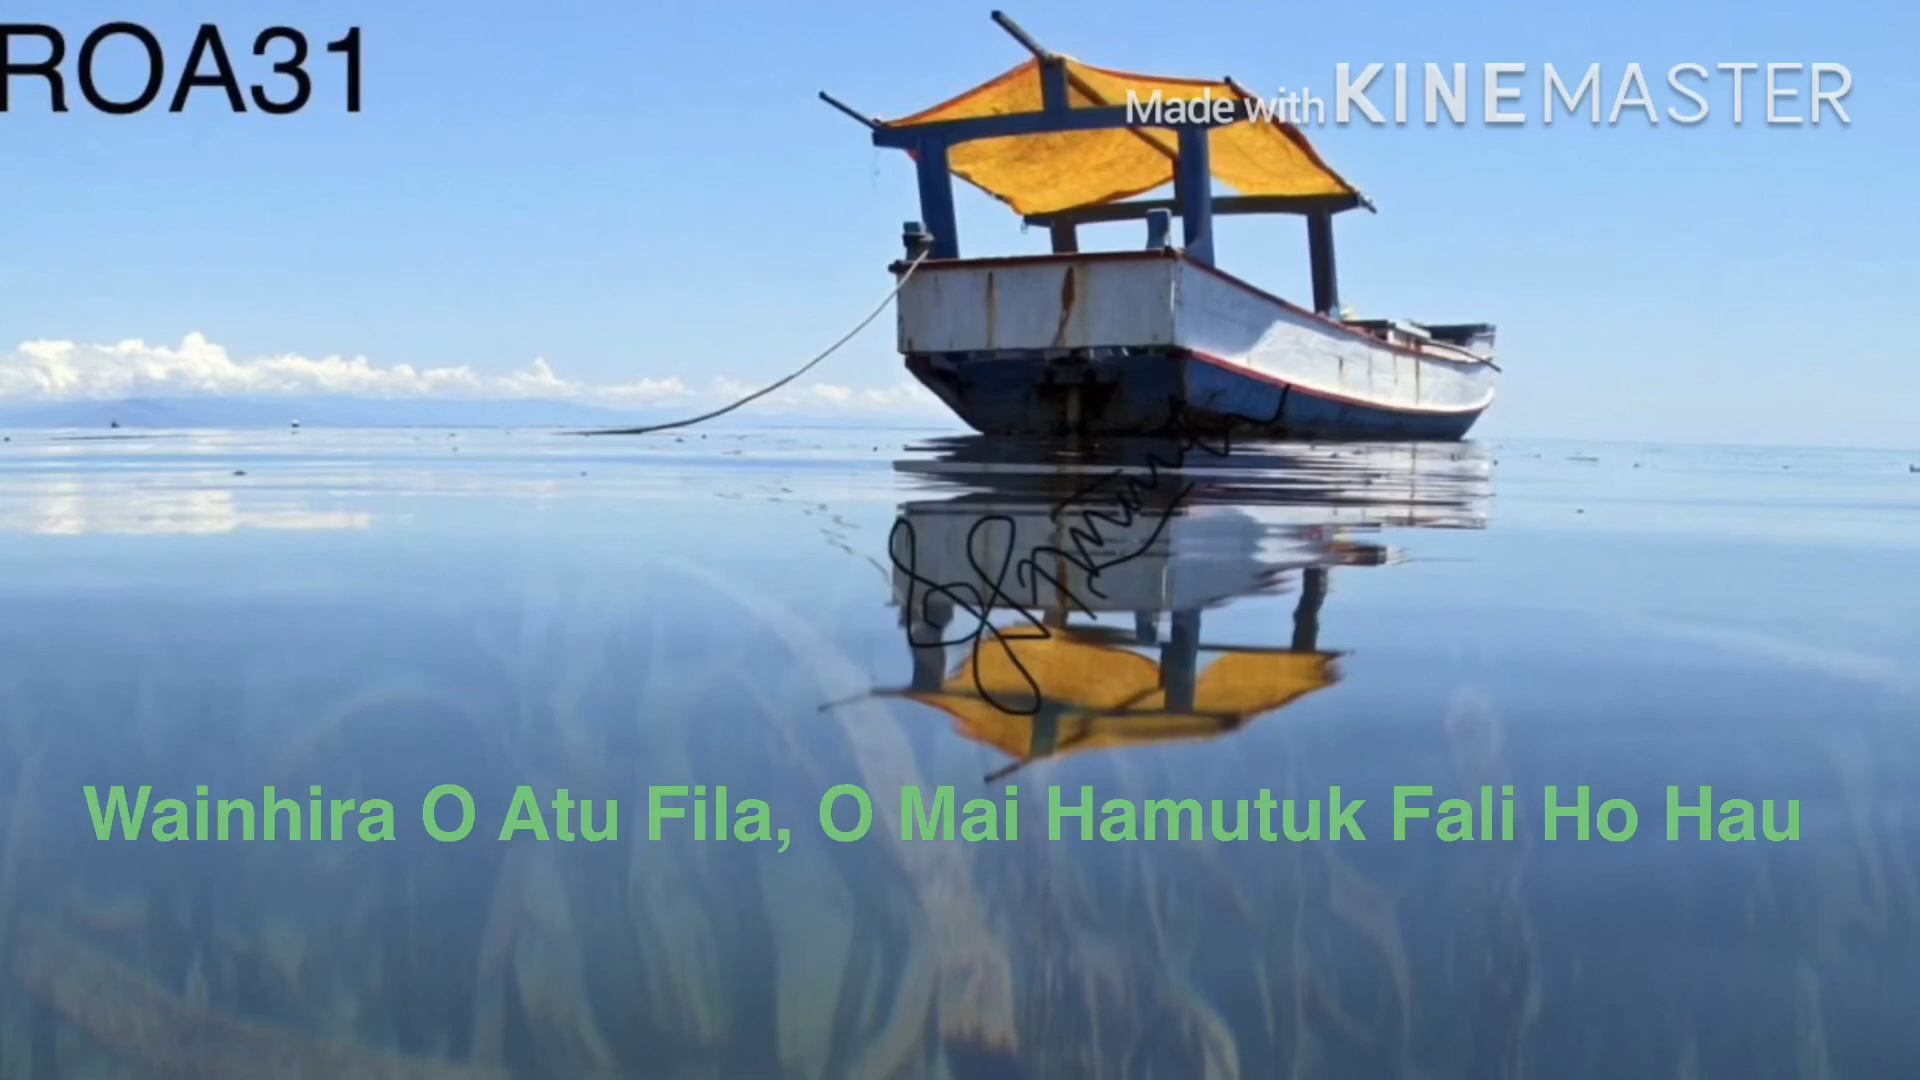 ROA31
Made with KINEMASTER
Wainhira O Atu Fila, O Mai Hamutuk Fali Ho Hau